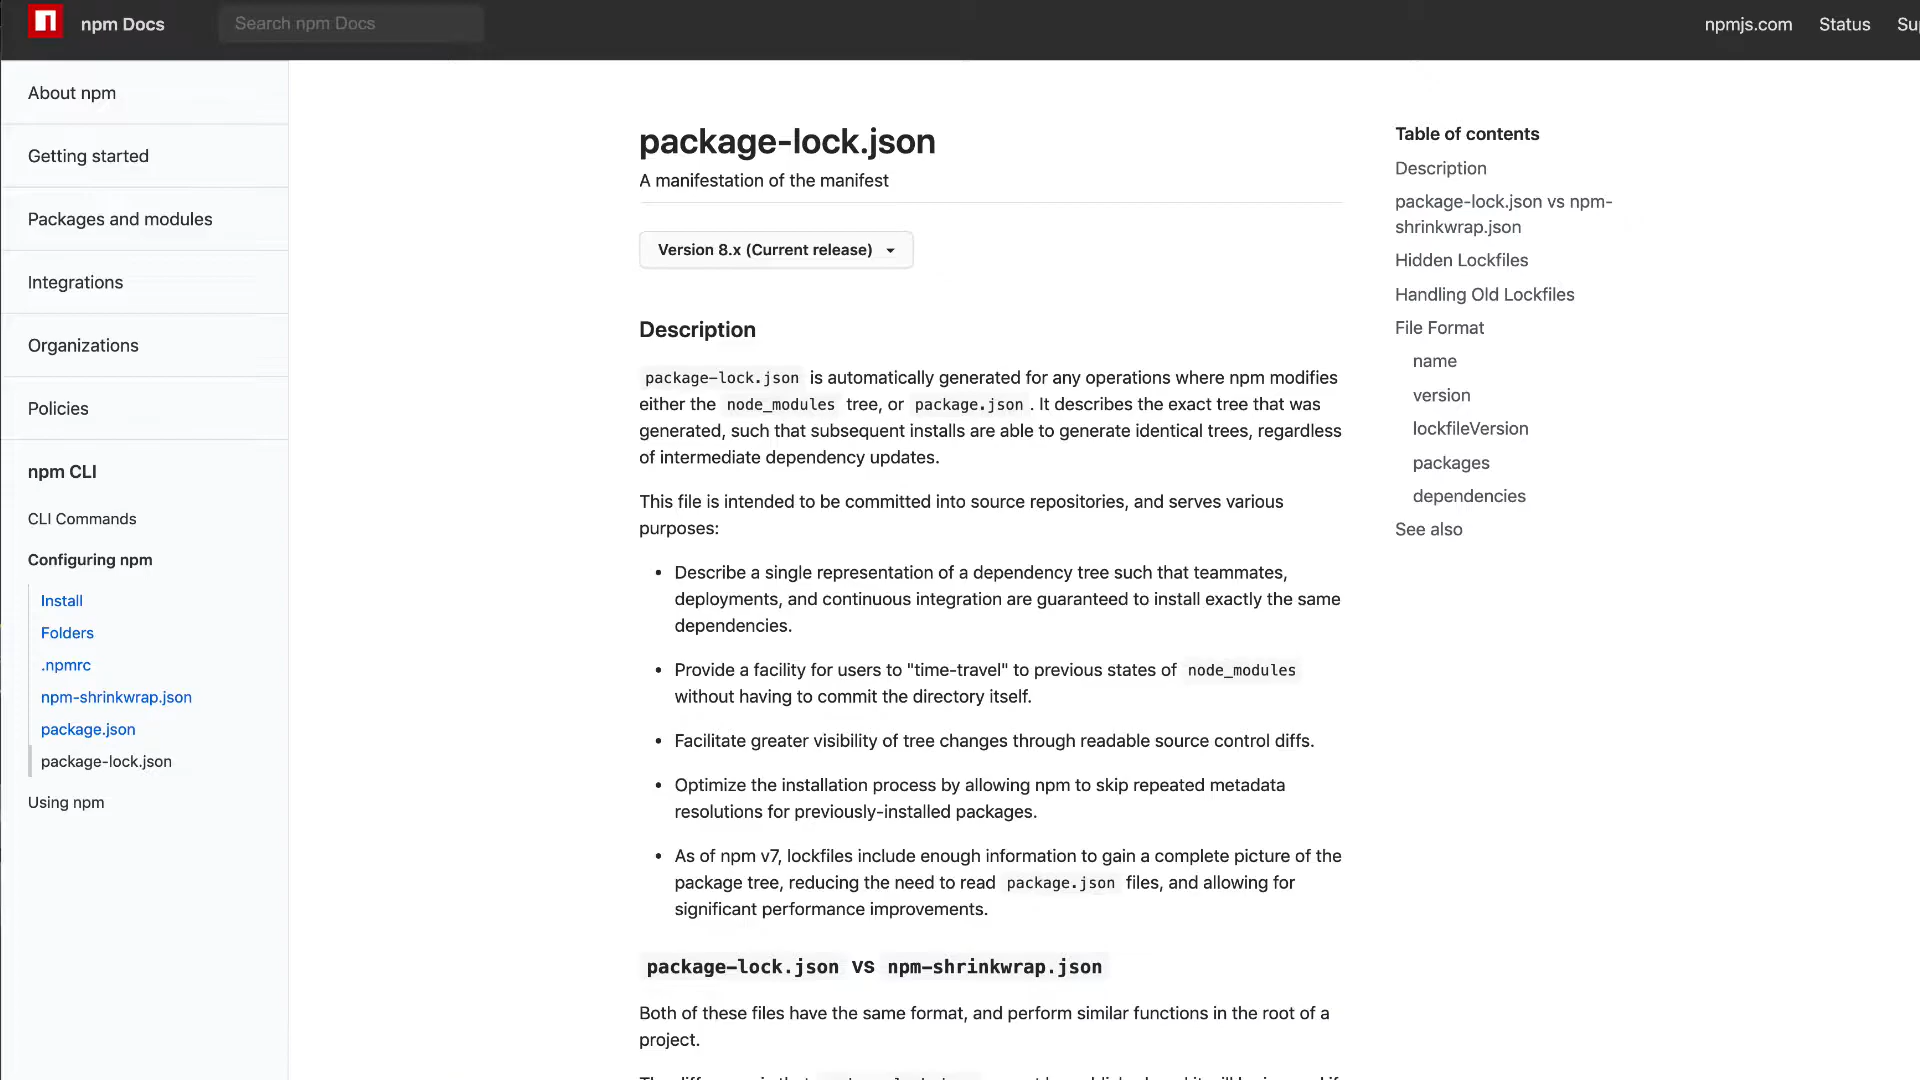 npm Docs
Search npm Docs
npmjs.com
Status
About npm
Getting started
Packages and modules
Integrations
Organizations
Policies
npm CLI
CLI Commands
Configuring npm
Install
Folders
.npmrc
npm-shrinkwrap.json
package.json
package-lock.json
Using npm
package-lock.json
A manifestation of the manifest
Version 8.x (Current release)
Description
package-lock.json is automatically generated for any operations where npm modifies
either the node_modules tree, or package.json. It describes the exact tree that was
generated, such that subsequent installs are able to generate identical trees, regardless
of intermediate dependency updates.
This file is intended to be committed into source repositories, and serves various
purposes:
• Describe a single representation of a dependency tree such that teammates,
deployments, and continuous integration are guaranteed to install exactly the same
dependencies.
• Provide a facility for users to "time-travel" to previous states of node_modules
without having to commit the directory itself.
• Facilitate greater visibility of tree changes through readable source control diffs.
• Optimize the installation process by allowing npm to skip repeated metadata
resolutions for previously-installed packages.
• As of npm v7, lockfiles include enough information to gain a complete picture of the
package tree, reducing the need to read package.json files, and allowing for
significant performance improvements.
package-lock.json vs npm-shrinkwrap.json
Both of these files have the same format, and perform similar functions in the root of a
project.
Table of contents
Description
package-lock.json vs npm-
shrinkwrap.json
Hidden Lockfiles
Handling Old Lockfiles
File Format
name
version
lockfileVersion
packages
dependencies
See also